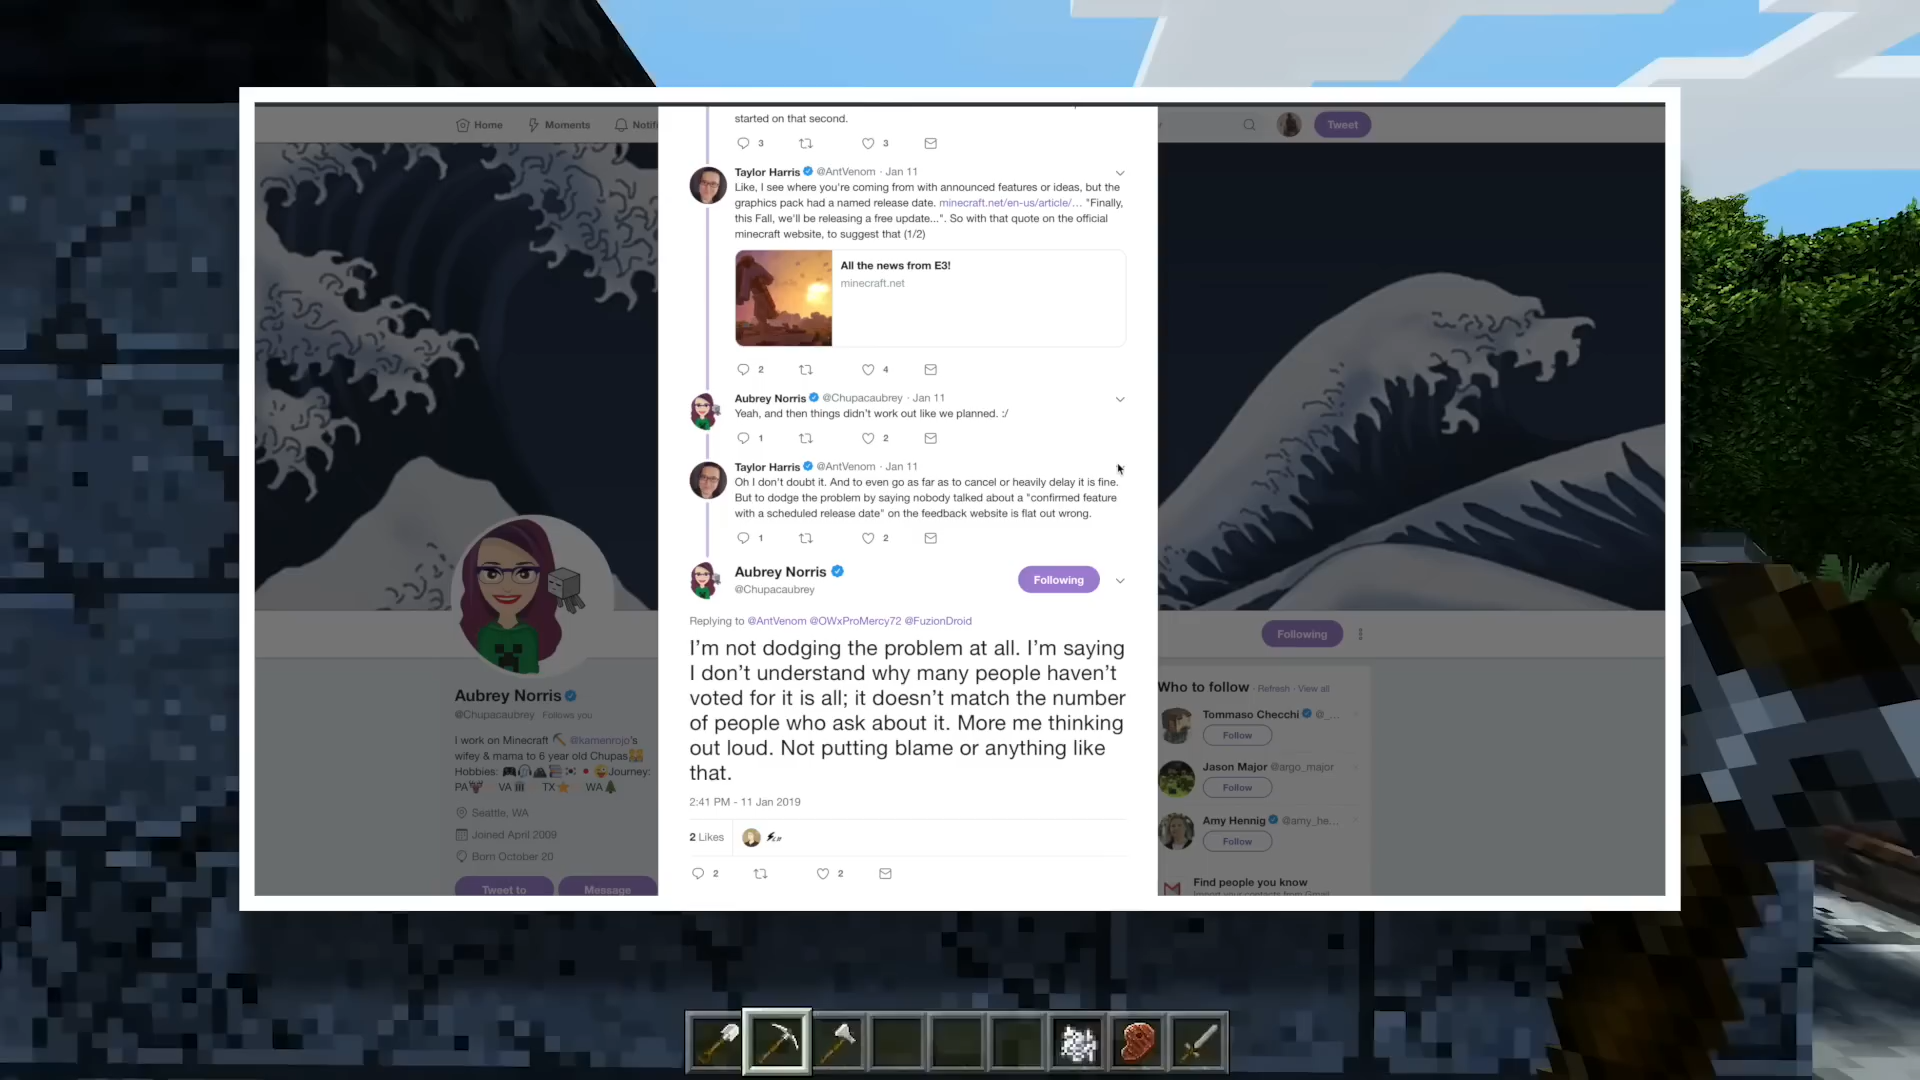 Home
Moments
Notifi
Tweet
started on that second.
3
3
Taylor Harris @AntVenom · Jan 11
Like, I see where you're coming from with announced features or ideas, but the
graphics pack had a named release date. minecraft.net/en-us/article/… "Finally,
this Fall, we'll be releasing a free update...". So with that quote on the official
minecraft website, to suggest that (1/2)
All the news from E3!
minecraft.net
2
4
Aubrey Norris @Chupacaubrey · Jan 11
Yeah, and then things didn't work out like we planned. :/
1
2
Taylor Harris @AntVenom · Jan 11
Oh I don't doubt it. And to even go as far as to cancel or heavily delay it is fine.
But to dodge the problem by saying nobody talked about a "confirmed feature
with a scheduled release date" on the feedback website is flat out wrong.
1
2
Aubrey Norris
@Chupacaubrey
Following
Replying to @AntVenom @OWxProMercy72 @FuzionDroid
I'm not dodging the problem at all. I'm saying
I don't understand why many people haven't
voted for it is all; it doesn't match the number
of people who ask about it. More me thinking
out loud. Not putting blame or anything like
that.
2:41 PM - 11 Jan 2019
2 Likes
2
2
Aubrey Norris
@Chupacaubrey Follows you
I work on Minecraft @kamenrojo's
wifey & mama to 6 year old Chupas
Hobbies: Journey:
PA VA TX WA
Seattle, WA
Joined April 2009
Born October 20
Tweet to
Message
Following
Who to follow · Refresh · View all
Tommaso Checchi @_...
Follow
Jason Major @argo_major
Follow
Amy Hennig @amy_he...
Follow
Find people you know